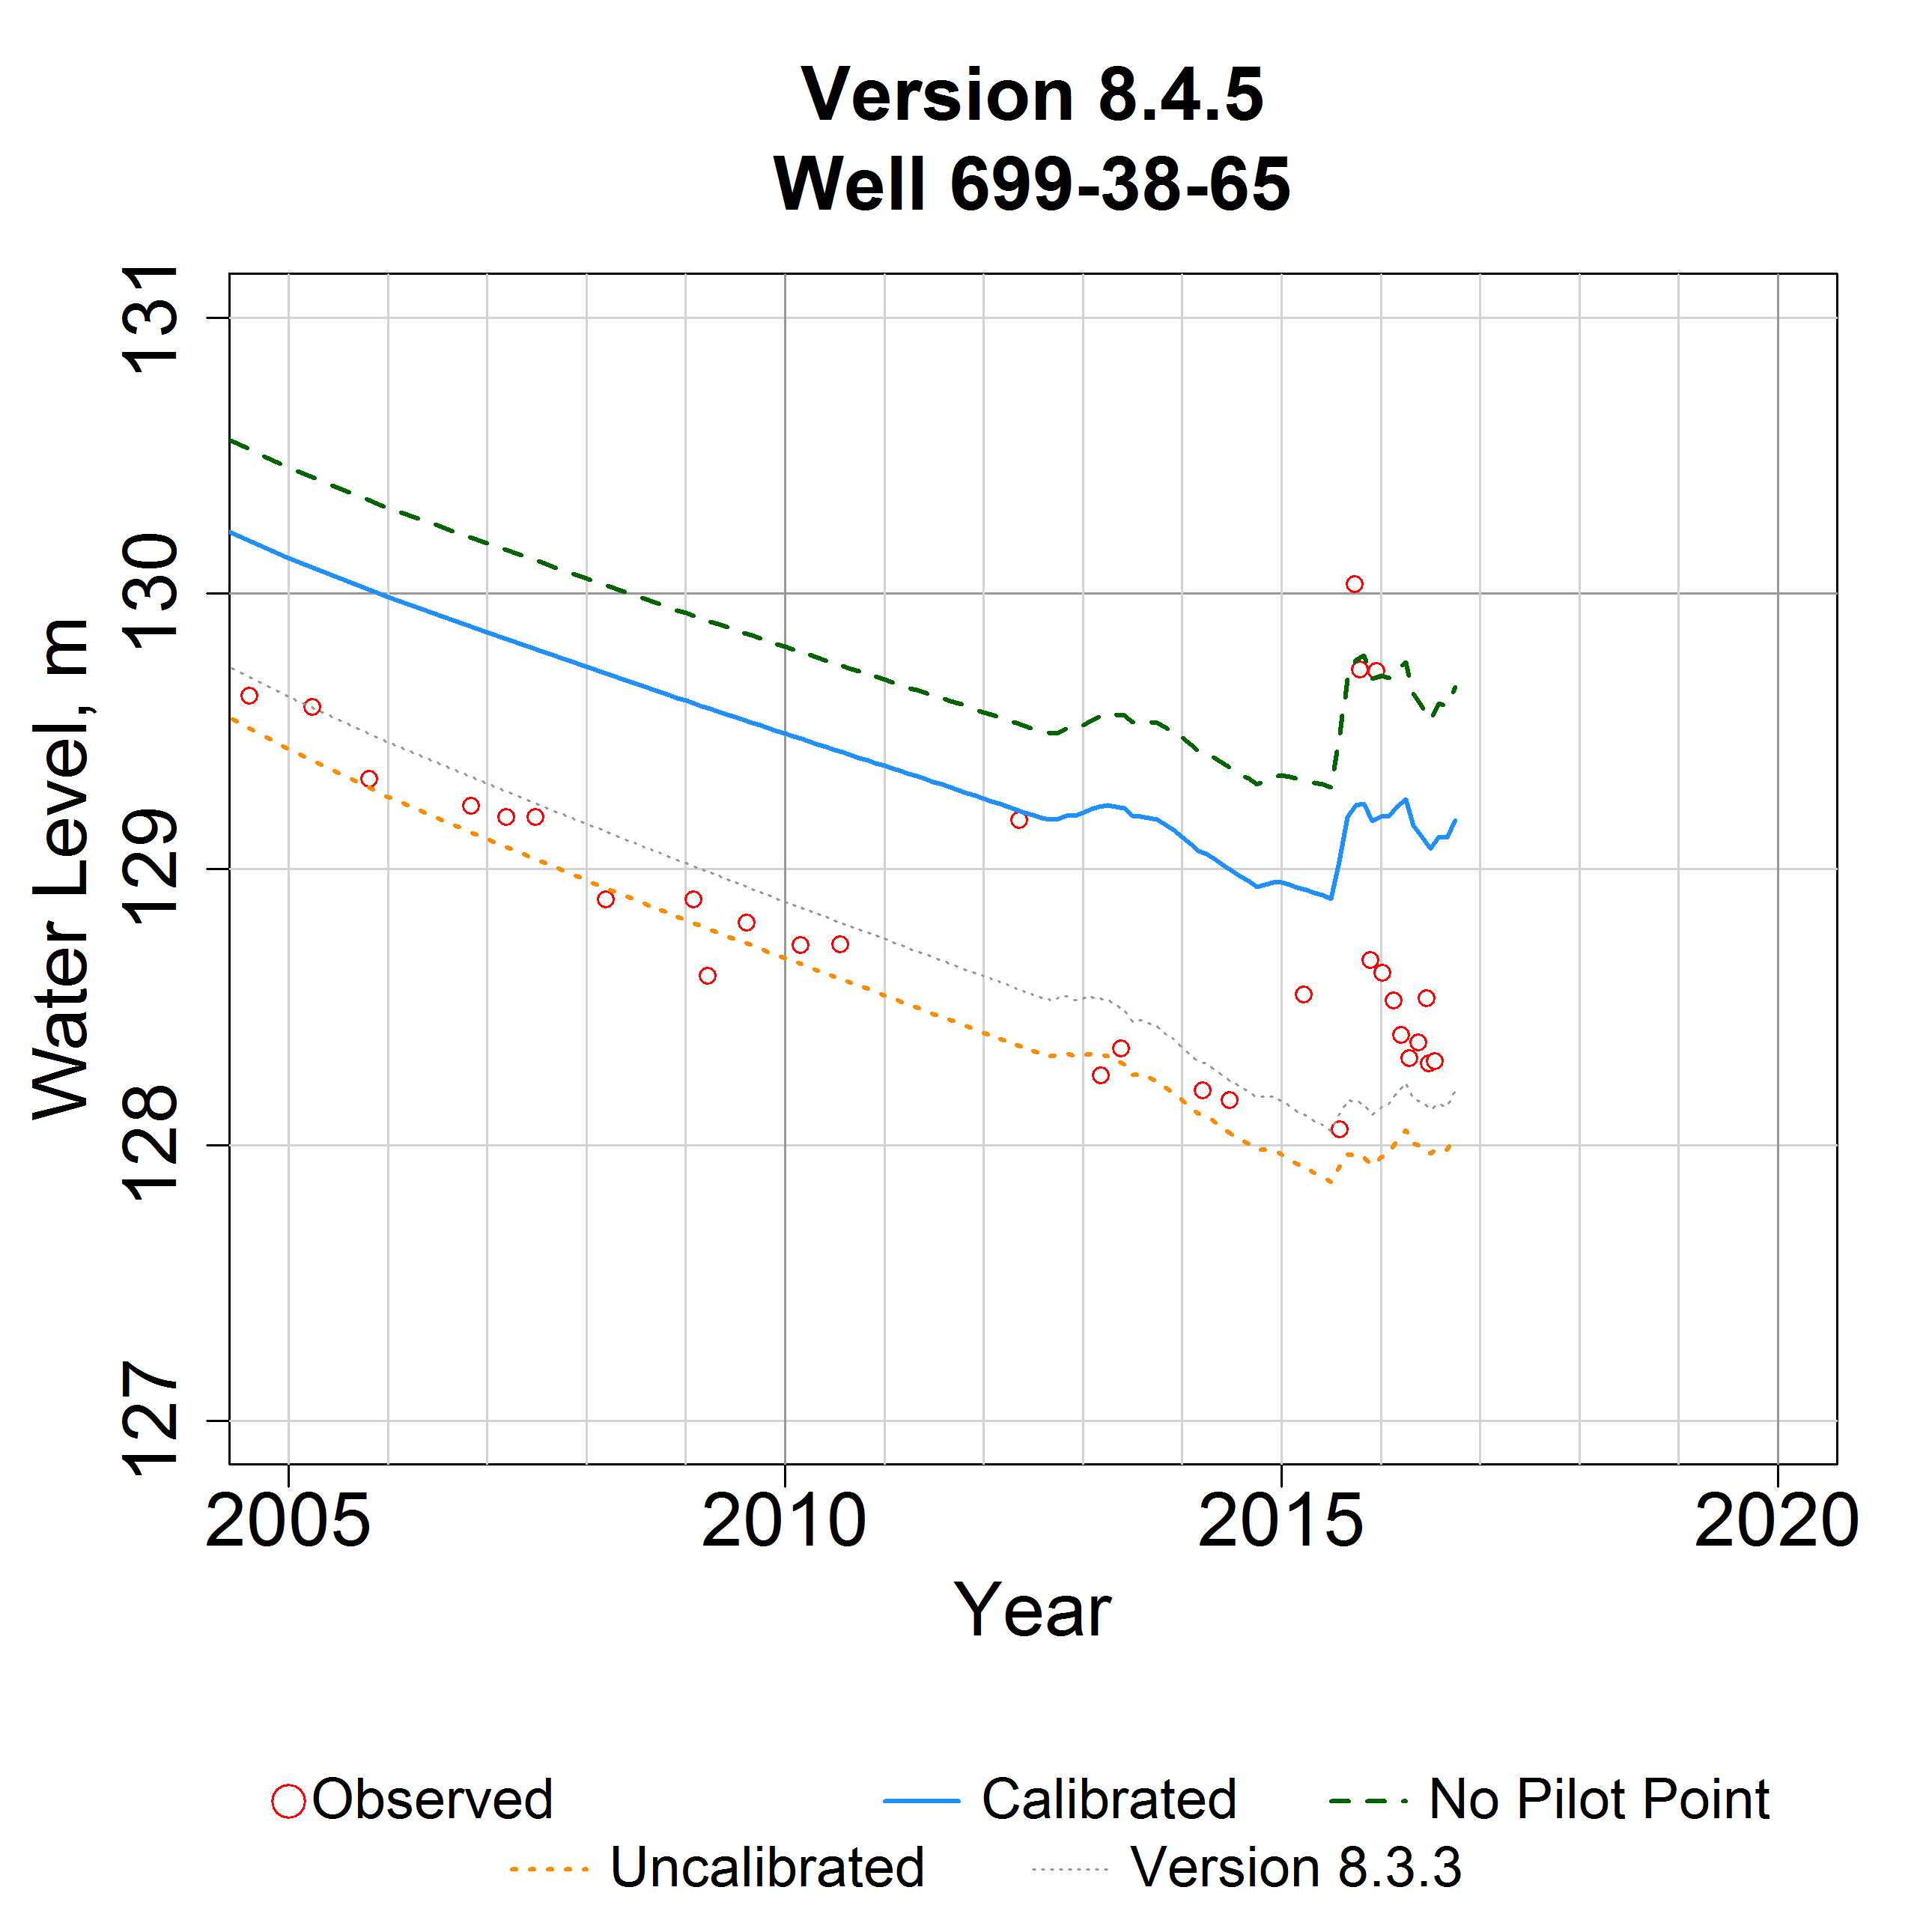 Version 8.4.5
Well 699-38-65
Water Level, m
131
130
129
128
127
2005 2010 2015 2020
Year
Observed Calibrated No Pilot Point
Uncalibrated Version 8.3.3